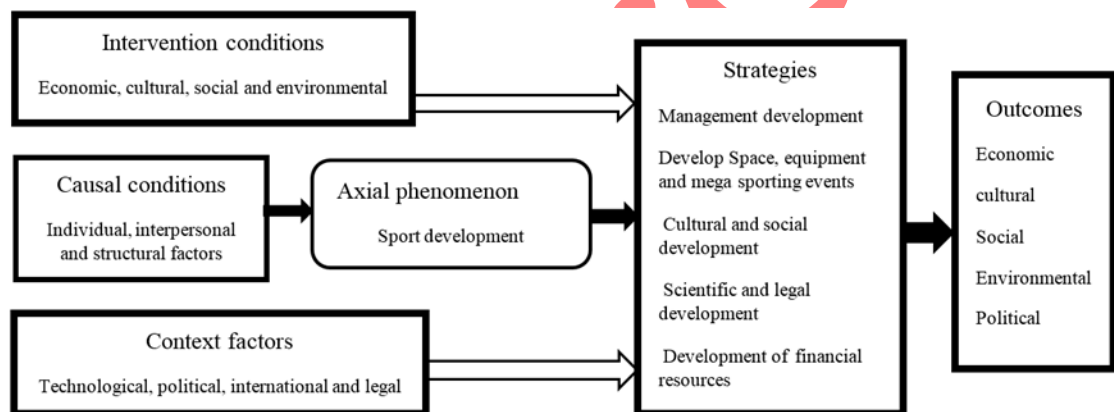 Intervention conditions
Economic, cultural, social and environmental
Causal conditions
Individual, interpersonal
and structural factors
Axial phenomenon
Sport development
Context factors
Technological, political, international and legal
Strategies
Management development
Develop Space, equipment
and mega sporting events
Cultural and social
development
Scientific and legal
development
Development of financial
resources
Outcomes
Economic
cultural
Social
Environmental
Political